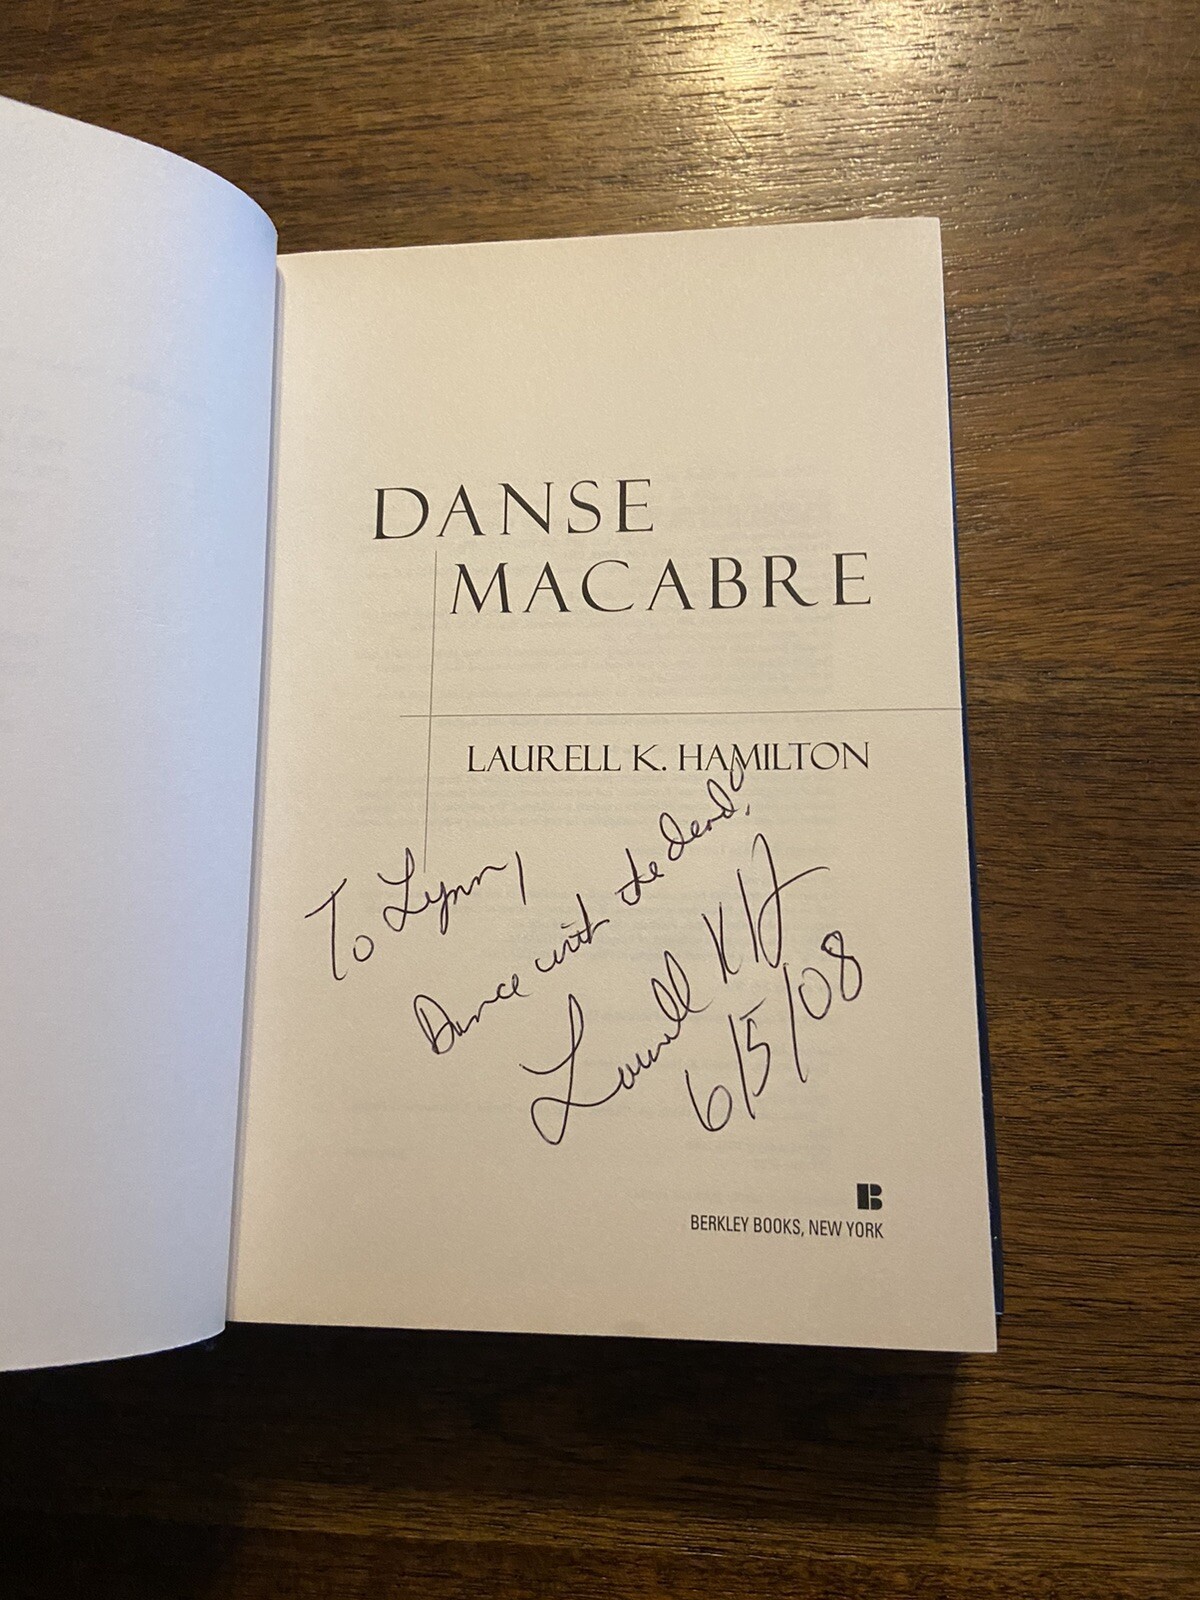 DANSE
MACABRE
LAURELL K. HAMILTON
To Lynn,
Dance with the dead!
Laurell K H
6/5/08
B
BERKLEY BOOKS, NEW YORK